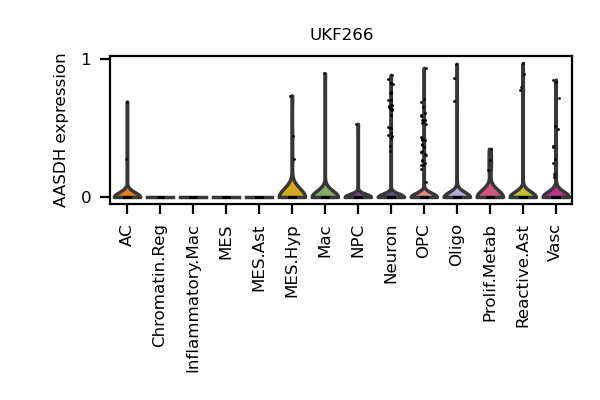 UKF266
AASDH expression
1
0
AC
Chromatin.Reg
Inflammatory.Mac
MES
MES.Ast
MES.Hyp
Mac
NPC
Neuron
OPC
Oligo
Prolif.Metab
Reactive.Ast
Vasc